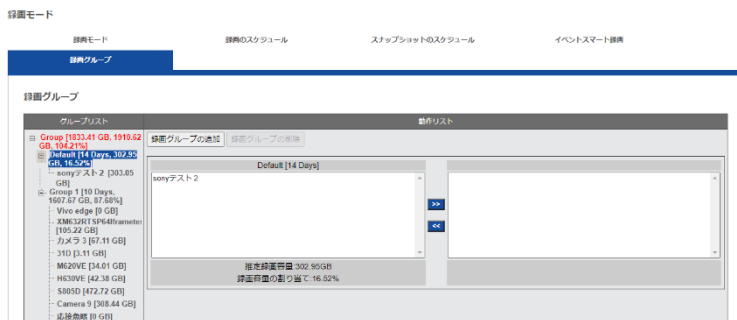 録画モード
録画モード 録画のスケジュール スナップショットのスケジュール イベントスマート録画
録画グループ
録画グループ
グループリスト 動作リスト
Group [1833.41 GB, 1910.62
GB, 104.21%]
録画グループの追加 録画グループの削除
Default [14 Days, 302.95
GB, 16.52%]
sonyテスト2 [303.05
GB]
Group 1 [10 Days,
1607.67 GB, 87.68%]
Vivo edge [0 GB]
XM632RTSP64Iframeter
[105.22 GB]
カメラ 3 [67.11 GB]
31D [3.11 GB]
M620VE [34.01 GB]
H630VE [42.38 GB]
S805D [472.72 GB]
Camera 9 [308.44 GB]
応接魚眼 [0 GB]
Default [14 Days]
sonyテスト2
>>
<<
推定録画容量:302.95GB
録画容量の割り当て:16.52%